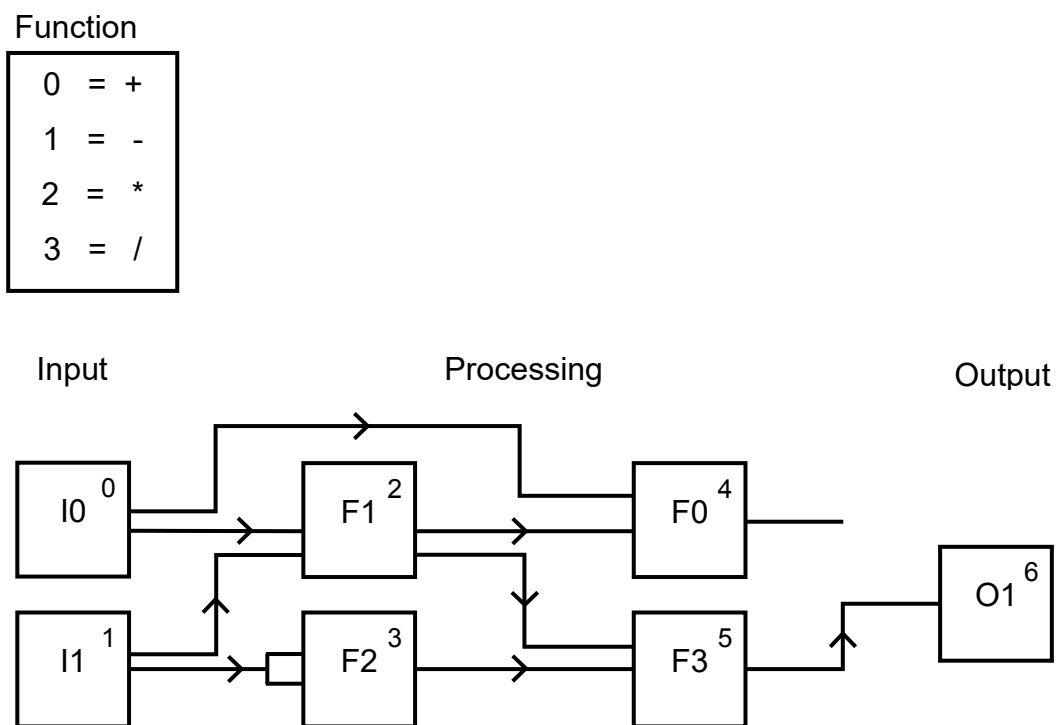 Function
0 = +
1 = -
2 = *
3 = /
Input Processing Output
I0 0 F1 2 F0 4
O1 6
I1 1 F2 3 F3 5